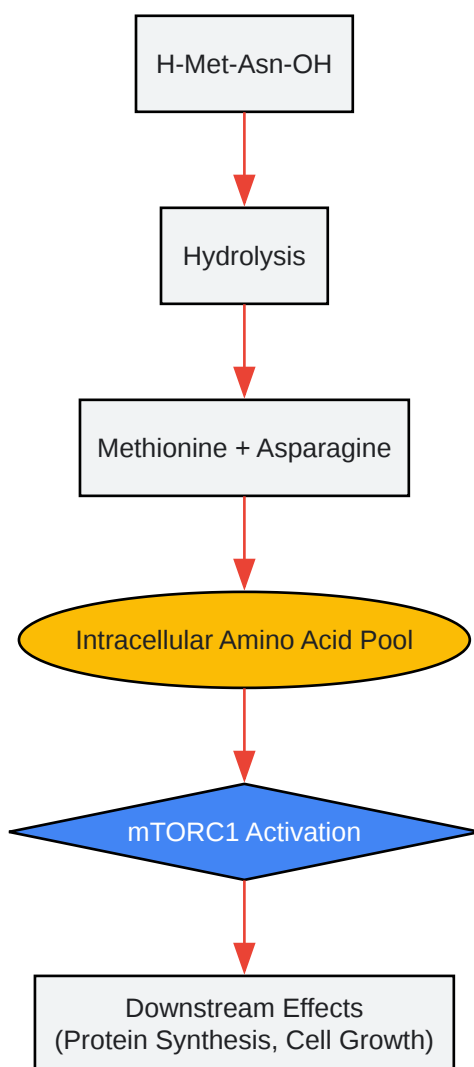 H-Met-Asn-OH
Hydrolysis
Methionine + Asparagine
Intracellular Amino Acid Pool
mTORC1 Activation
Downstream Effects
(Protein Synthesis, Cell Growth)